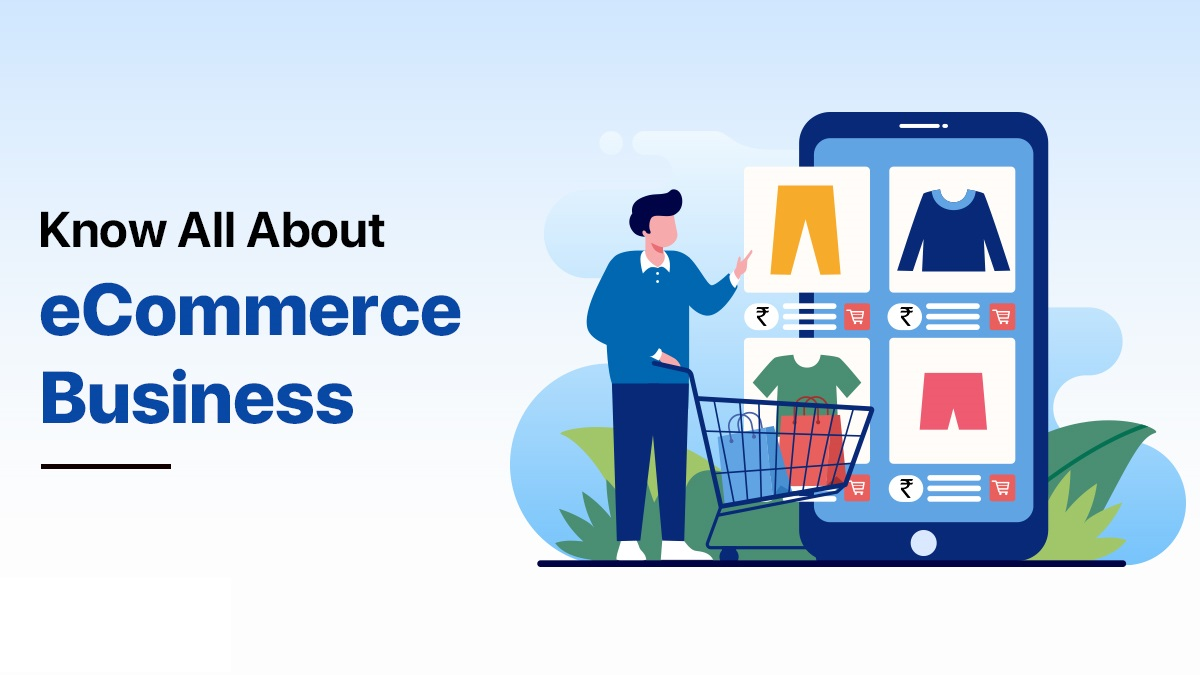 Know All About
eCommerce
Business
₹
₹
₹